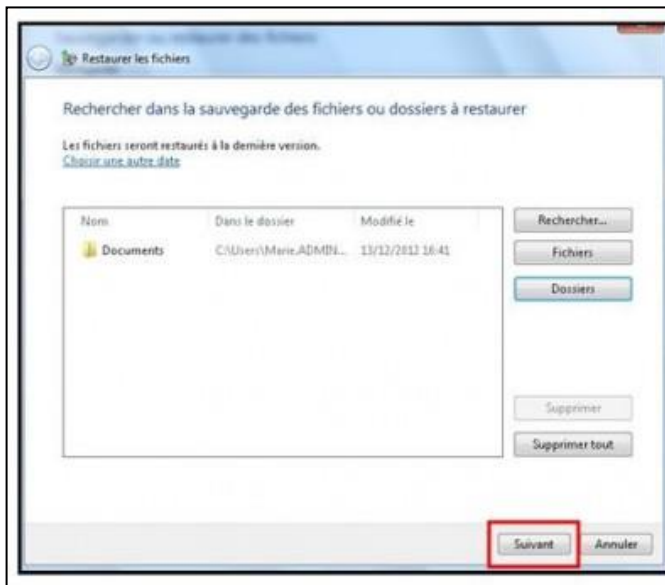 Restaurer les fichiers
Rechercher dans la sauvegarde des fichiers ou dossiers à restaurer
Les fichiers seront restaurés à la dernière version.
Choisir une autre date
Nom Dans le dossier Modifié le
Documents C:\Users\Marie.ADMIN... 13/12/2012 16:41
Rechercher...
Fichiers
Dossiers
Supprimer
Supprimer tout
Suivant Annuler